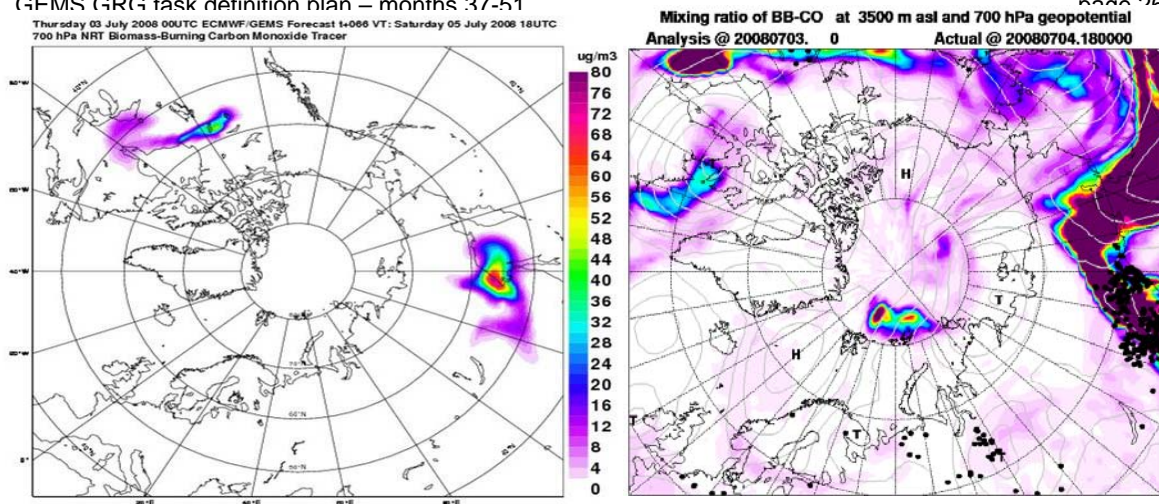 GEMS GRG task definition plan – months 37-51
Thursday 03 July 2008 00UTC ECMWF/GEMS Forecast t+066 VT: Saturday 05 July 2008 18UTC
700 hPa NRT Biomass-Burning Carbon Monoxide Tracer
ug/m3
80
76
72
68
64
60
56
52
48
44
40
36
32
28
24
20
16
12
8
4
0
Mixing ratio of BB-CO at 3500 m asl and 700 hPa geopotential
Analysis @ 20080703. 0 Actual @ 20080704.180000
H
T
H
T
T